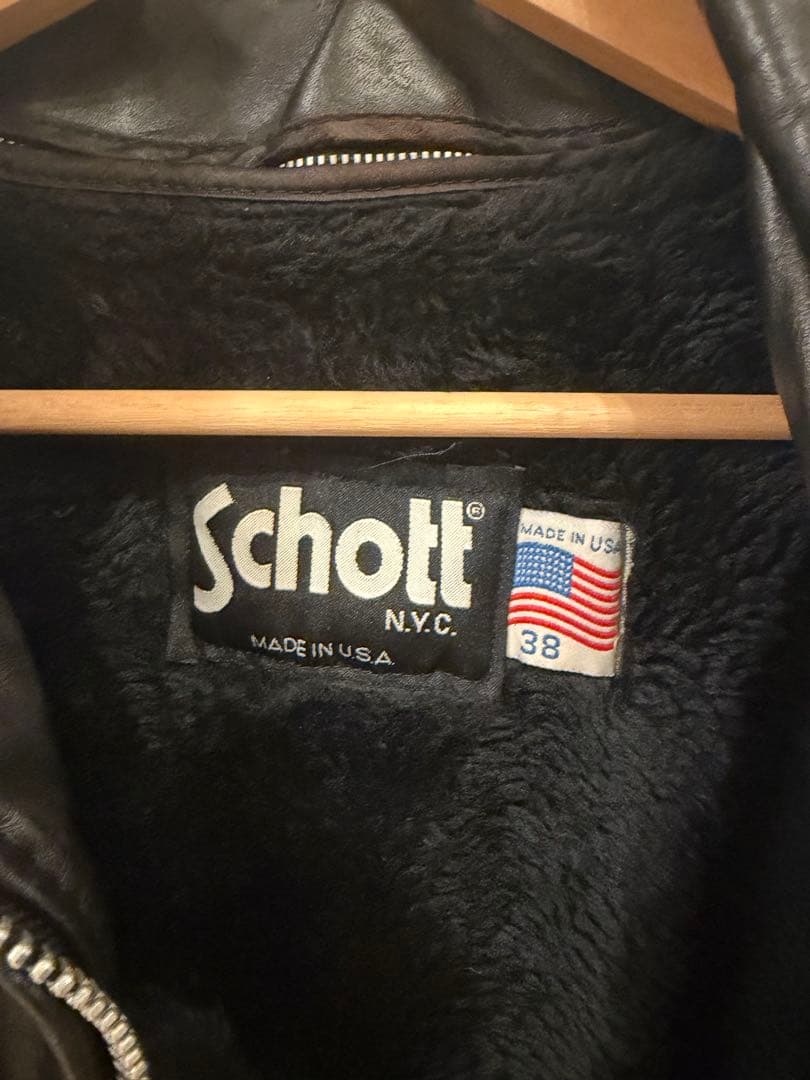 Schott®
N.Y.C.
MADE IN U.S.A.
MADE IN USA
38